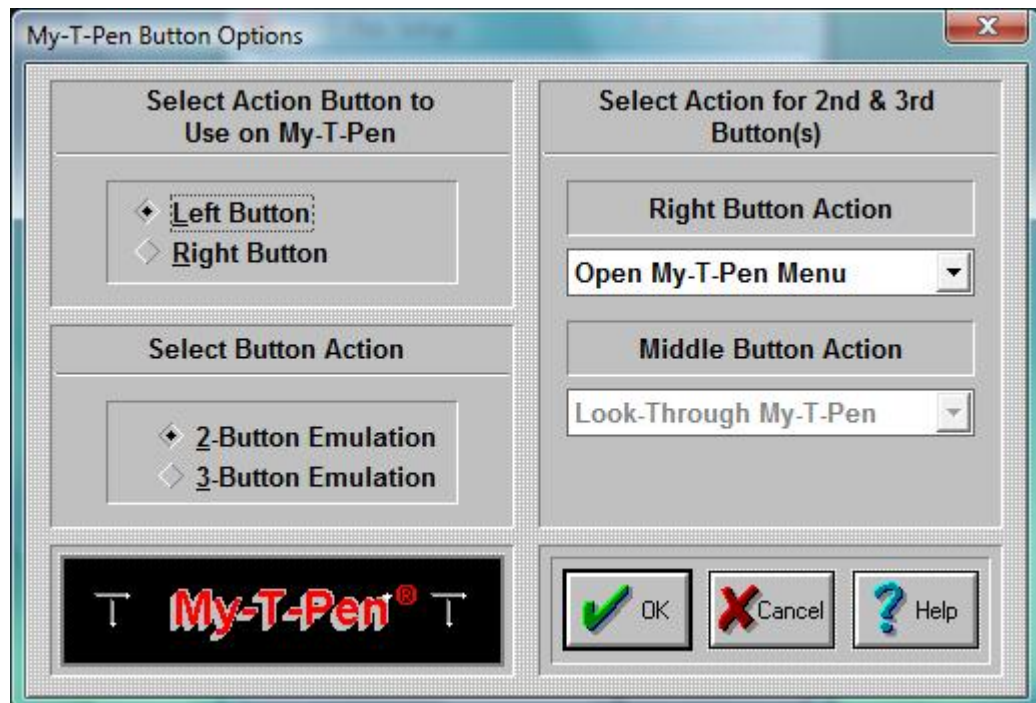 My-T-Pen Button Options
Select Action Button to
Use on My-T-Pen
Left Button
Right Button
Select Button Action
2-Button Emulation
3-Button Emulation
Select Action for 2nd & 3rd
Button(s)
Right Button Action
Open My-T-Pen Menu
Middle Button Action
Look-Through My-T-Pen
My-T-Pen®
OK
Cancel
Help